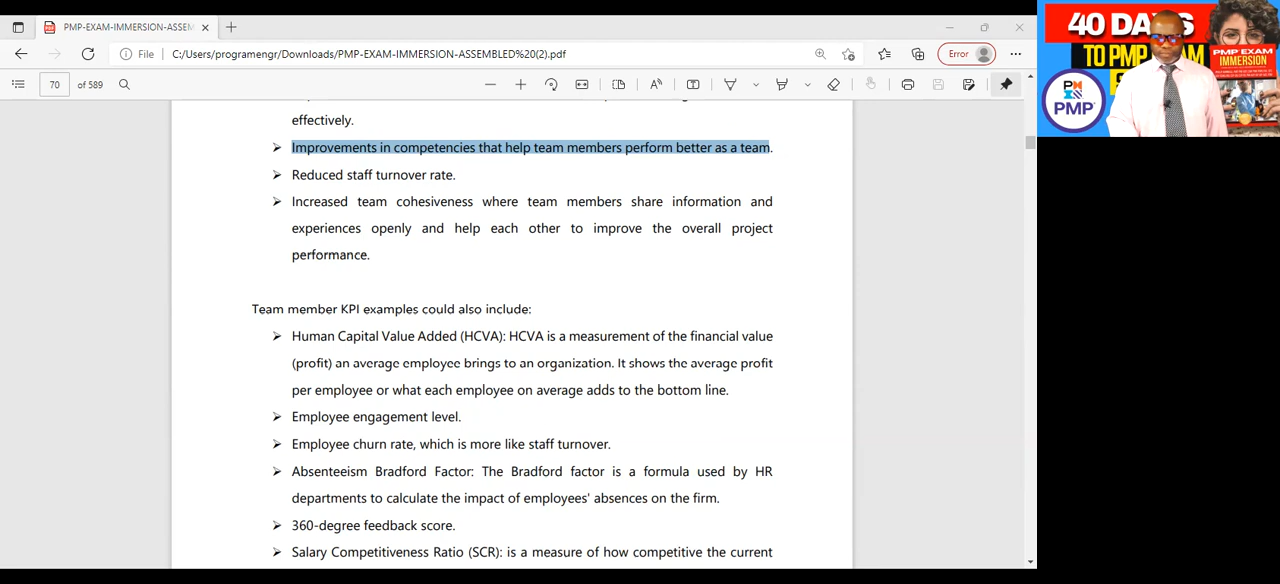 PMP-EXAM-IMMERSION-ASSEM
File
C:/Users/programengr/Downloads/PMP-EXAM-IMMERSION-ASSEMBLED%20(2).pdf
Error
70 of 589
effectively.
➤ Improvements in competencies that help team members perform better as a team.
➤ Reduced staff turnover rate.
➤ Increased team cohesiveness where team members share information and
experiences openly and help each other to improve the overall project
performance.
Team member KPI examples could also include:
➤ Human Capital Value Added (HCVA): HCVA is a measurement of the financial value
(profit) an average employee brings to an organization. It shows the average profit
per employee or what each employee on average adds to the bottom line.
➤ Employee engagement level.
➤ Employee churn rate, which is more like staff turnover.
➤ Absenteeism Bradford Factor: The Bradford factor is a formula used by HR
departments to calculate the impact of employees' absences on the firm.
➤ 360-degree feedback score.
➤ Salary Competitiveness Ratio (SCR): is a measure of how competitive the current
40 DAYS
TO PMP EXAM
PMP EXAM
IMMERSION
PMP